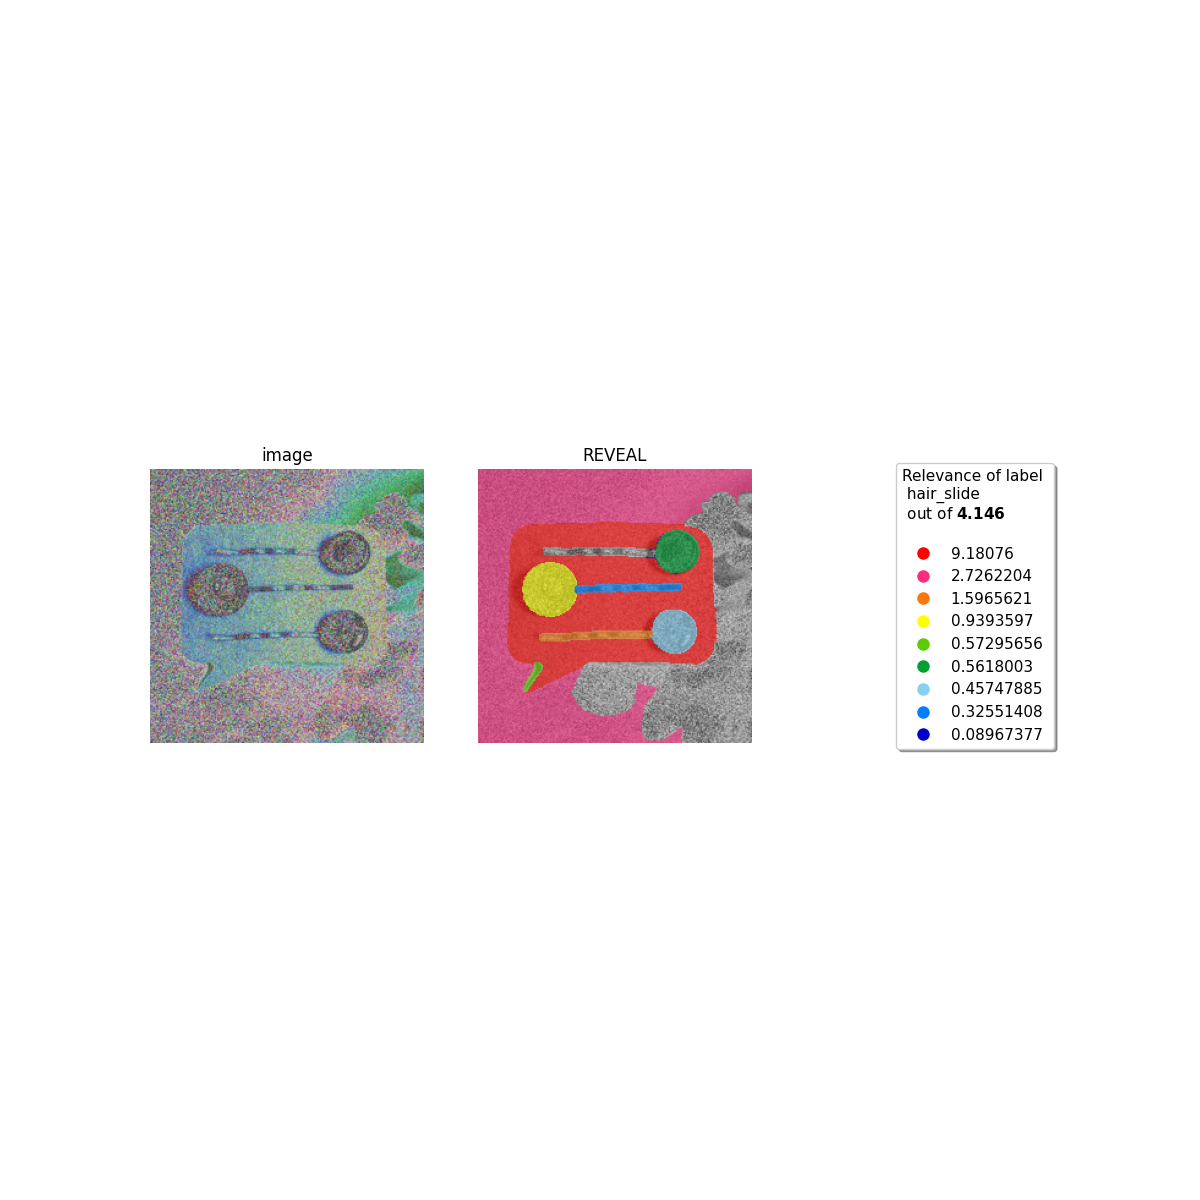 image
REVEAL
Relevance of label
hair_slide
out of 4.146
9.18076
2.7262204
1.5965621
0.9393597
0.57295656
0.5618003
0.45747885
0.32551408
0.08967377